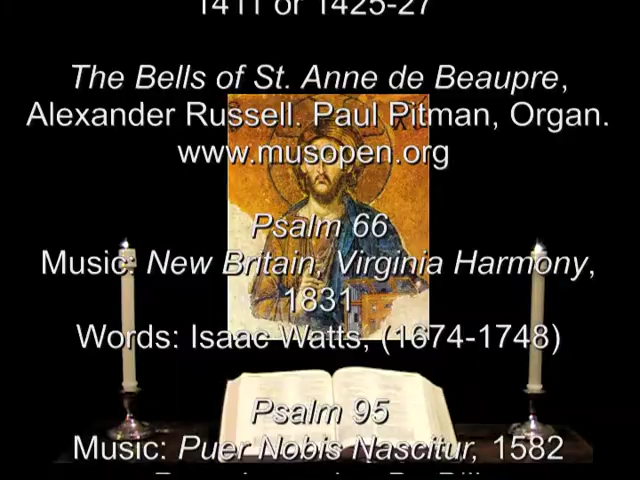 1411 or 1425-27
The Bells of St. Anne de Beaupre,
Alexander Russell. Paul Pitman, Organ.
www.musopen.org
Psalm 66
Music: New Britain, Virginia Harmony,
1831
Words: Isaac Watts, (1674-1748)
Psalm 95
Music: Puer Nobis Nascitur, 1582